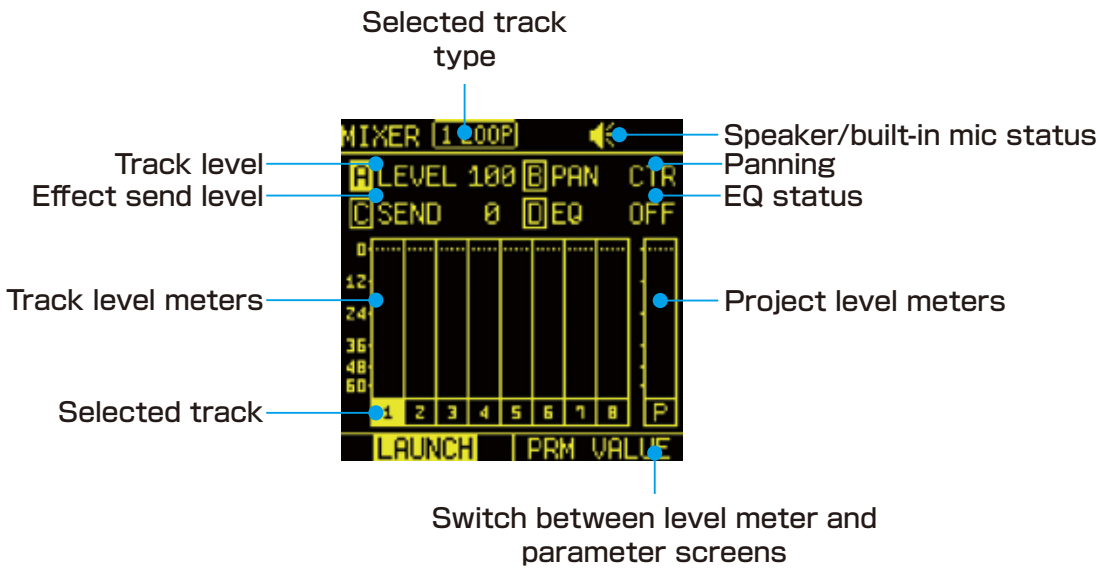 Selected track
type
MIXER 1 OOP
Speaker/built-in mic status
Track level
Panning
A LEVEL 100 B PAN CTR
Effect send level
EQ status
C SEND 0 D EQ OFF
0
12
Track level meters
Project level meters
24
36
48
60
Selected track
1 2 3 4 5 6 7 8 P
LAUNCH PRM VALUE
Switch between level meter and
parameter screens